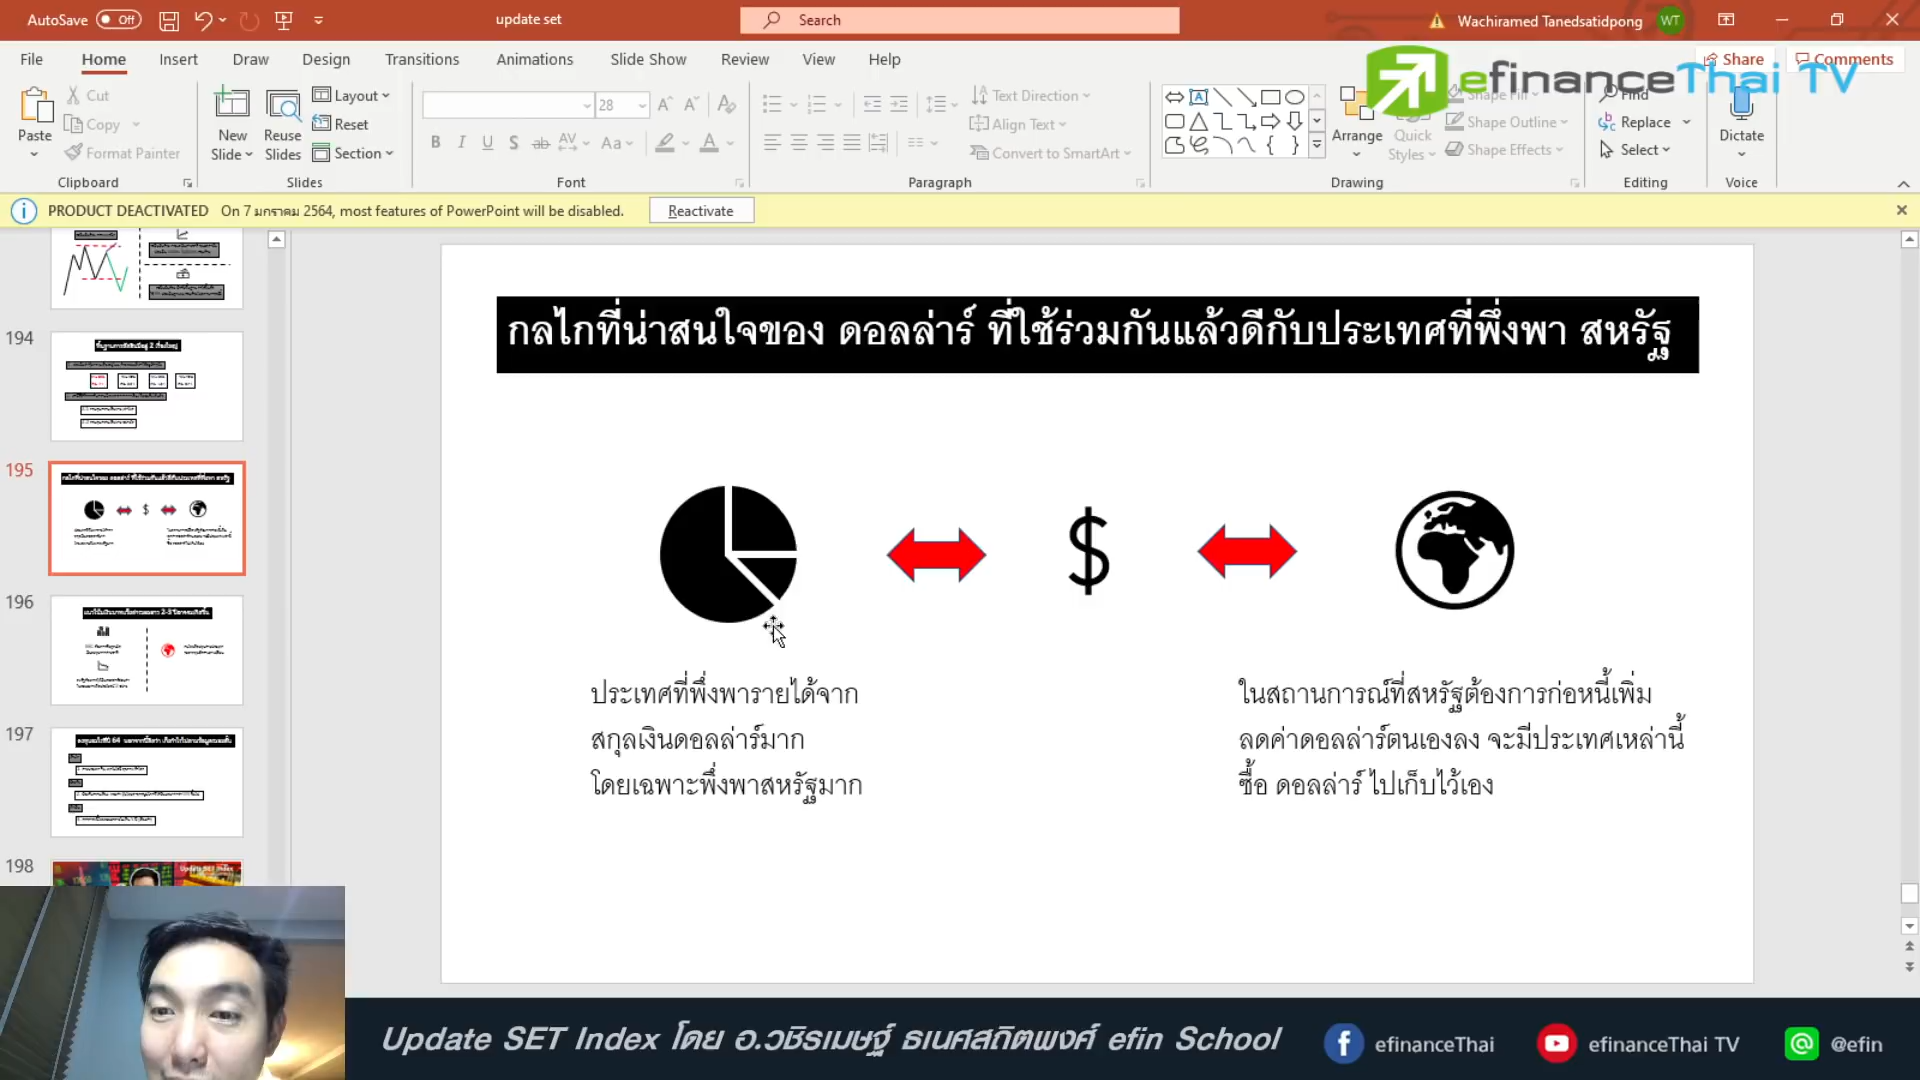 AutoSave Off
update set
Search
Wachiramed Tanedsatidpong WT
File Home Insert Draw Design Transitions Animations Slide Show Review View Help
Share Comments
efinanceThai TV
Paste
Cut
Copy
Format Painter
Clipboard
New Slide
Reuse Slides
Layout
Reset
Section
Slides
28
Font
Text Direction
Align Text
Convert to SmartArt
Paragraph
Arrange
Quick Styles
Shape Fill
Shape Outline
Shape Effects
Drawing
Find
Replace
Select
Editing
Dictate
Voice
PRODUCT DEACTIVATED On 7 มกราคม 2564, most features of PowerPoint will be disabled. Reactivate
194
195
196
197
198
กลไกที่น่าสนใจของ ดอลล่าร์ ที่ใช้ร่วมกันแล้วดีกับประเทศที่พึ่งพา สหรัฐ
$
ประเทศที่พึ่งพารายได้จาก
สกุลเงินดอลล่าร์มาก
โดยเฉพาะพึ่งพาสหรัฐมาก
ในสถานการณ์ที่สหรัฐต้องการก่อหนี้เพิ่ม
ลดค่าดอลล่าร์ตนเองลง จะมีประเทศเหล่านี้
ซื้อ ดอลล่าร์ ไปเก็บไว้เอง
Update SET Index โดย อ.วชิรเมษฐ์ ธเนศสถิตพงศ์ efin School
efinanceThai
efinanceThai TV
@efin